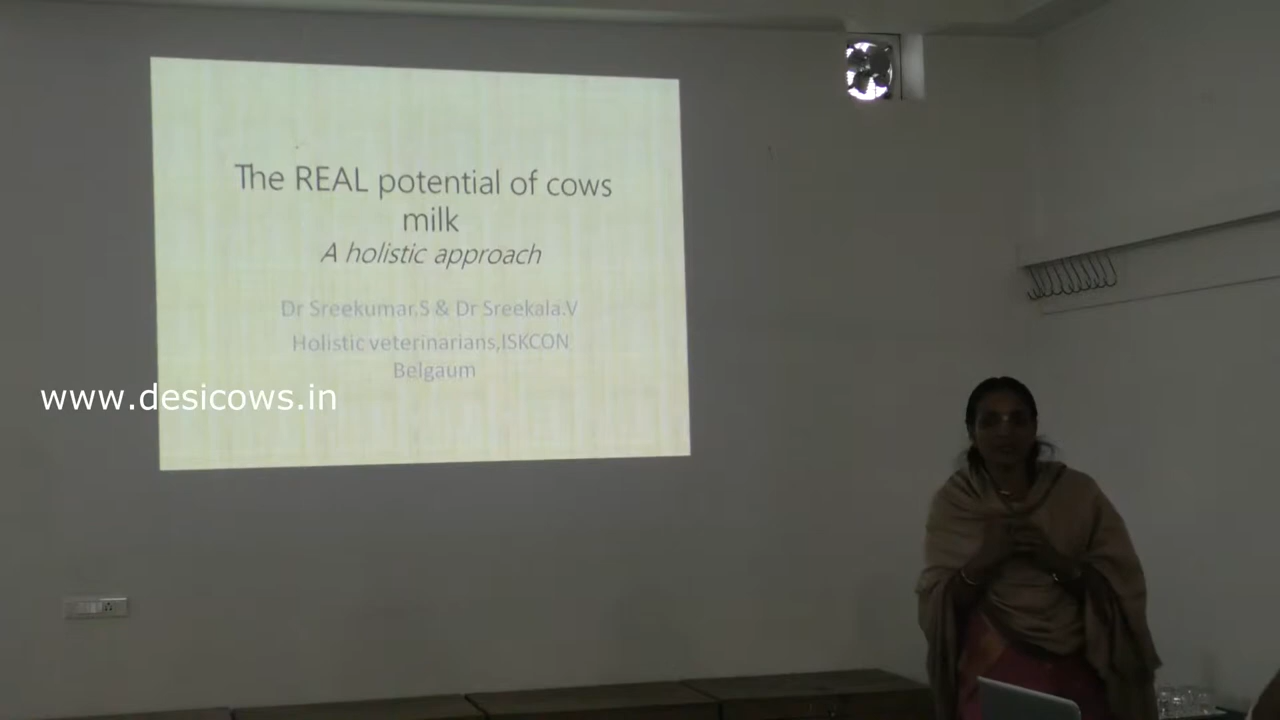 The REAL potential of cows
milk
A holistic approach
Dr Sreekumar.S & Dr Sreekala.V
Holistic veterinarians,ISKCON
Belgaum
www.desicows.in